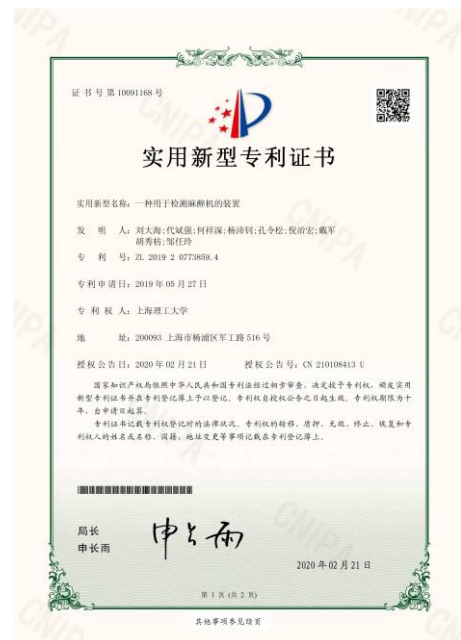 证书号第10091168号
实用新型专利证书
实用新型名称：一种用于检测麻醉机的装置
发 明 人：刘大海;代斌强;何祥深;杨沛钊;孔令松;倪治宏;戴军
胡秀枋;邹任玲
专 利 号：ZL 2019 2 0773859.4
专利申请日：2019年05月27日
专 利 权 人：上海理工大学
地 址：200093 上海市杨浦区军工路516号
授权公告日：2020年02月21日 授权公告号：CN 210108413 U
国家知识产权局依照中华人民共和国专利法经过初步审查，决定授予专利权，颁发实用
新型专利证书并在专利登记簿上予以登记。专利权自授权公告之日起生效。专利权期限为十
年，自申请日起算。
专利证书记载专利权登记时的法律状况。专利权的转移、质押、无效、终止、恢复和专
利权人的姓名或名称、国籍、地址变更等事项记载在专利登记簿上。
局长
申长雨
申长雨
2020年02月21日
第 1 页 (共 2 页)
其他事项参见续页
CNIPA
CNIPA
CNIPA
CNIPA